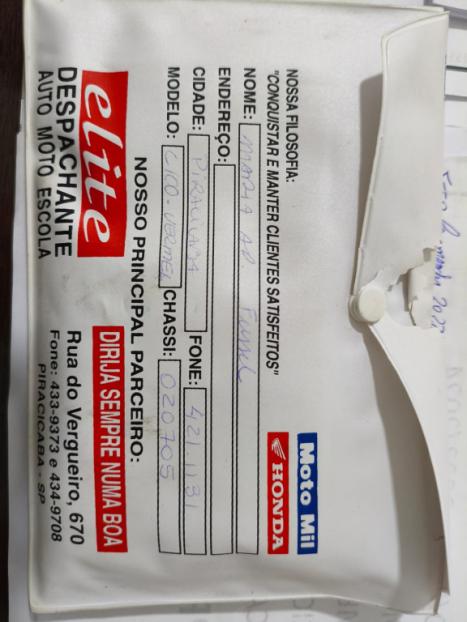 NOSSA FILOSOFIA:
"CONQUISTAR E MANTER CLIENTES SATISFEITOS"
Moto Mil
HONDA
NOME: MARIA AP.
ENDEREÇO:
CIDADE: PIRACICABA FONE: 421.1131
MODELO: CHASSI: 020705
NOSSO PRINCIPAL PARCEIRO:
elite
DESPACHANTE
AUTO MOTO ESCOLA
DIRIJA SEMPRE NUMA BOA
Rua do Vergueiro, 670
Fone: 433-9373 e 434-9708
PIRACICABA - SP